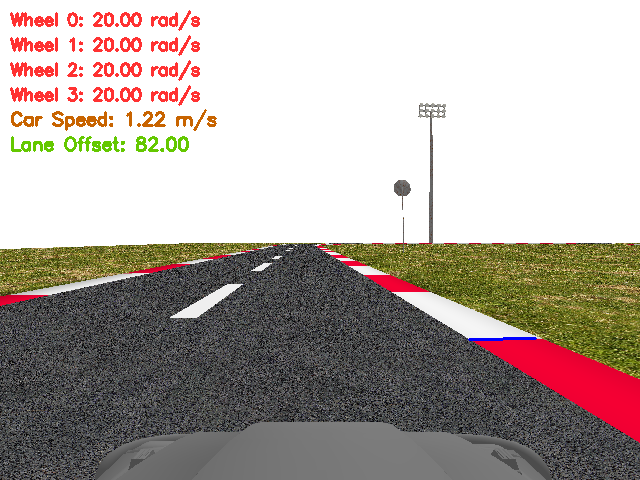 Wheel 0: 20.00 rad/s
Wheel 1: 20.00 rad/s
Wheel 2: 20.00 rad/s
Wheel 3: 20.00 rad/s
Car Speed: 1.22 m/s
Lane Offset: 82.00